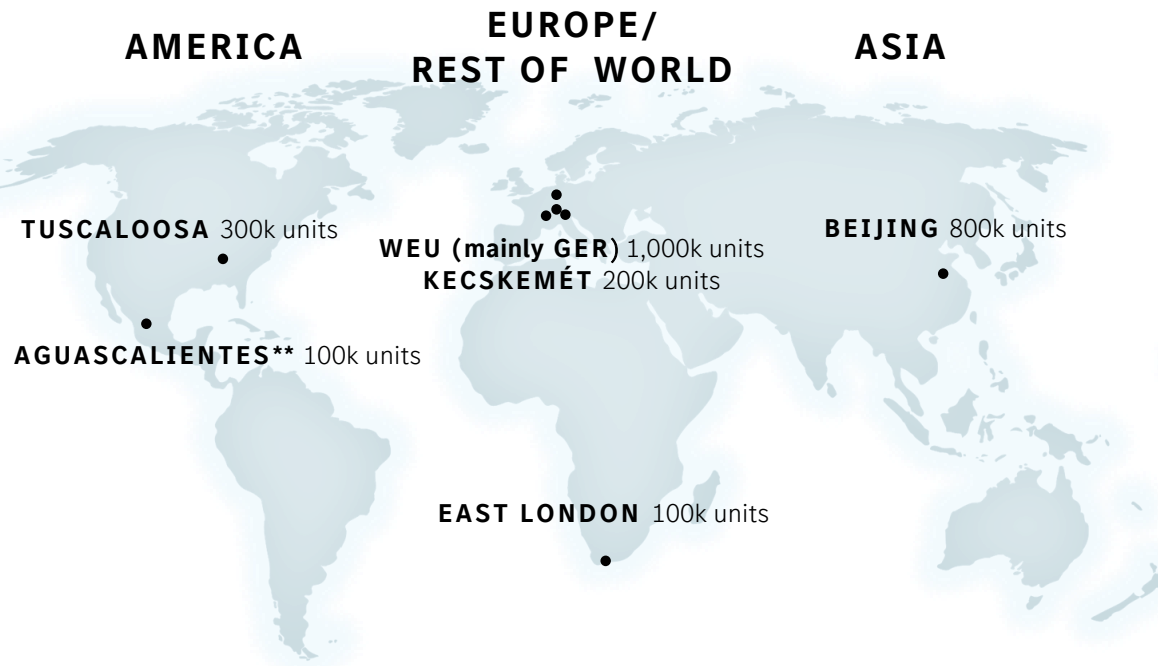 AMERICA
EUROPE/
REST OF WORLD
ASIA
TUSCALOOSA 300k units
AGUASCALIENTES** 100k units
WEU (mainly GER) 1,000k units
KECSKEMÉT 200k units
EAST LONDON 100k units
BEIJING 800k units